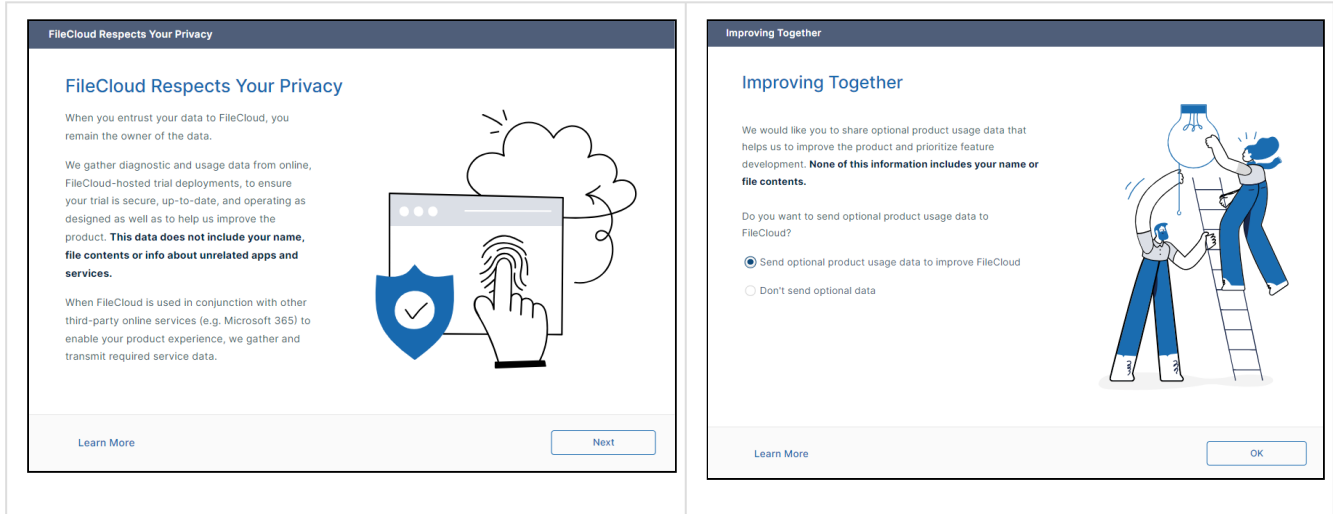 FileCloud Respects Your Privacy
FileCloud Respects Your Privacy
When you entrust your data to FileCloud, you
remain the owner of the data.
We gather diagnostic and usage data from online,
FileCloud-hosted trial deployments, to ensure
your trial is secure, up-to-date, and operating as
designed as well as to help us improve the
product. This data does not include your name,
file contents or info about unrelated apps and
services.
When FileCloud is used in conjunction with other
third-party online services (e.g. Microsoft 365) to
enable your product experience, we gather and
transmit required service data.
Learn More
Next
Improving Together
Improving Together
We would like you to share optional product usage data that
helps us to improve the product and prioritize feature
development. None of this information includes your name or
file contents.
Do you want to send optional product usage data to
FileCloud?
Send optional product usage data to improve FileCloud
Don't send optional data
Learn More
OK